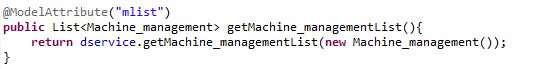 @ModelAttribute("mlist")
public List<Machine_management> getMachine_managementList(){
    return dservice.getMachine_managementList(new Machine_management());
}